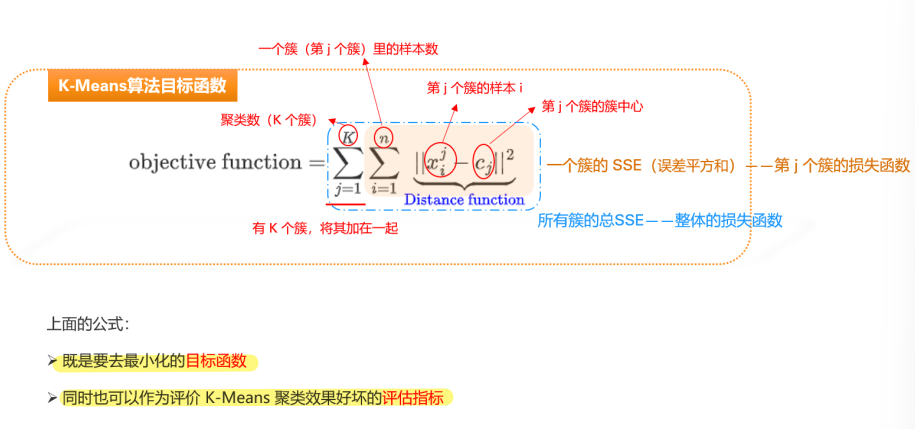 一个簇（第 j 个簇）里的样本数
K-Means算法目标函数
第 j 个簇的样本 i
第 j 个簇的簇中心
聚类数（K 个簇）
objective function = \sum_{j=1}^{K} \sum_{i=1}^{n} ||x_i^j - c_j||^2
一个簇的 SSE（误差平方和）——第 j 个簇的损失函数
Distance function
所有簇的总SSE——整体的损失函数
有 K 个簇，将其加在一起
上面的公式：
➢ 既是要去最小化的目标函数
➢ 同时也可以作为评价 K-Means 聚类效果好坏的评估指标